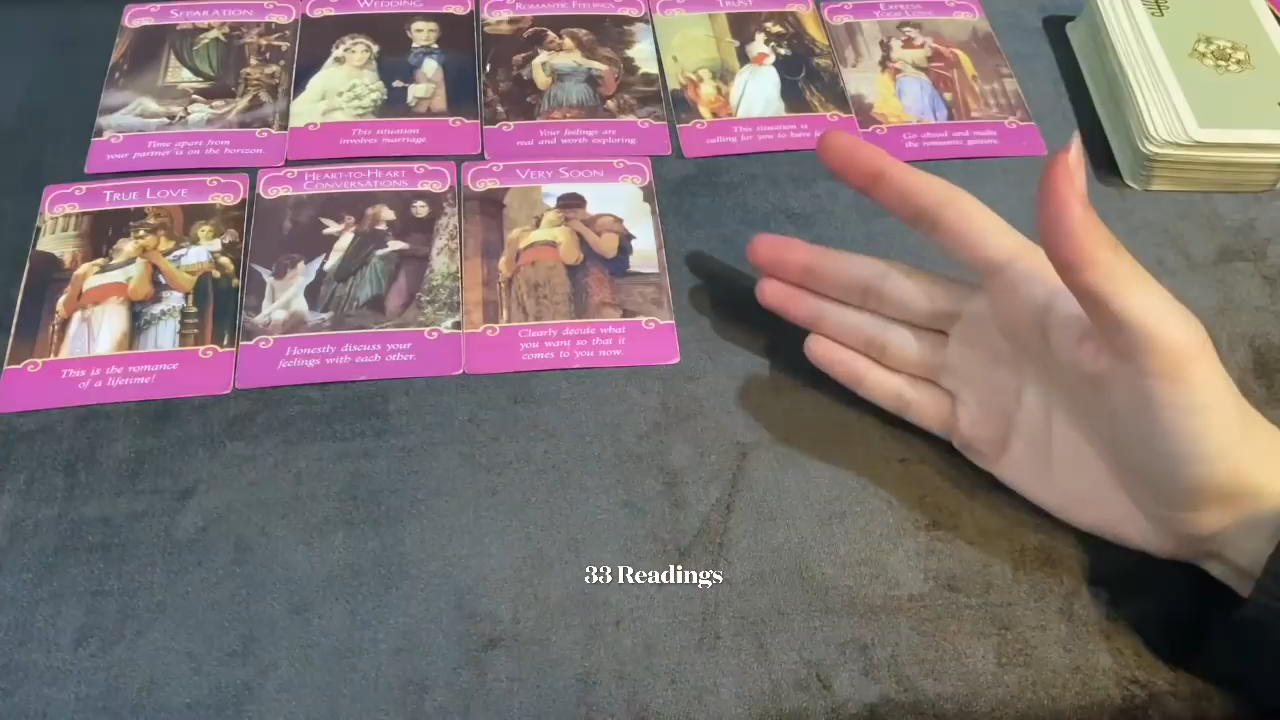 SEPARATION
Time apart from
your partner is on the horizon.
WEDDING
This situation
involves marriage.
ROMANTIC FEELINGS
Your feelings are
real and worth exploring.
TRUST
This situation is
calling for you to have
EXPRESS
YOUR LOVE
Go ahead and make
the romantic gesture.
TRUE LOVE
This is the romance
of a lifetime!
HEART-TO-HEART
CONVERSATIONS
Honestly discuss your
feelings with each other.
VERY SOON
Clearly decide what
you want so that it
comes to you now.
33 Readings